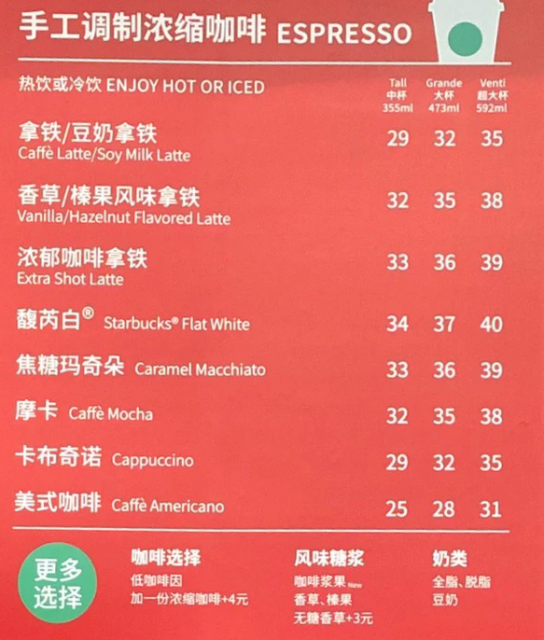 手工调制浓缩咖啡 ESPRESSO
热饮或冷饮 ENJOY HOT OR ICED
Tall Grande Venti
中杯 大杯 超大杯
355ml 473ml 592ml
拿铁/豆奶拿铁 29 32 35
Caffè Latte/Soy Milk Latte
香草/榛果风味拿铁 32 35 38
Vanilla/Hazelnut Flavored Latte
浓郁咖啡拿铁 33 36 39
Extra Shot Latte
馥芮白® Starbucks® Flat White 34 37 40
焦糖玛奇朵 Caramel Macchiato 33 36 39
摩卡 Caffè Mocha 32 35 38
卡布奇诺 Cappuccino 29 32 35
美式咖啡 Caffè Americano 25 28 31
更多
选择
咖啡选择
低咖啡因
加一份浓缩咖啡+4元
风味糖浆
咖啡浆果 New
香草、榛果
无糖香草+3元
奶类
全脂、脱脂
豆奶